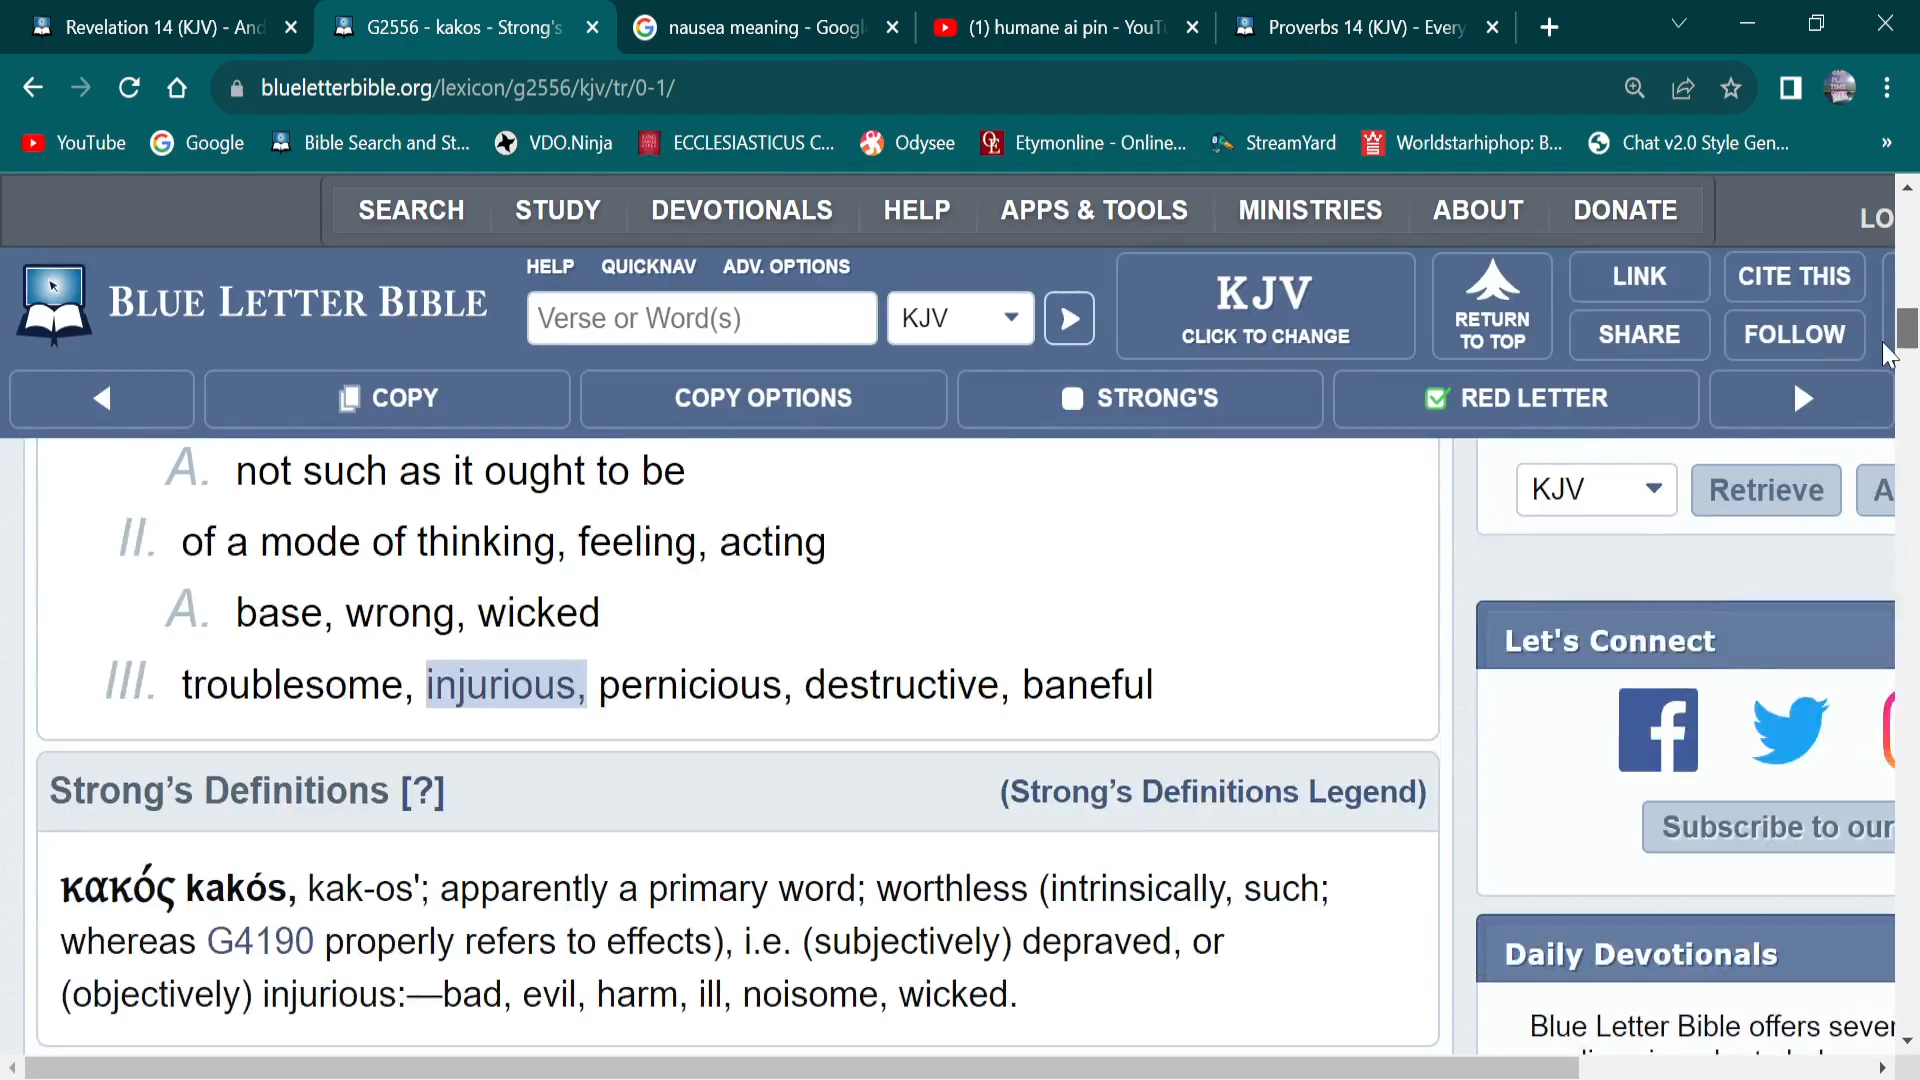 Revelation 14 (KJV) - And
G2556 - kakos - Strong's
nausea meaning - Googl
(1) humane ai pin - YouTu
Proverbs 14 (KJV) - Every
blueletterbible.org/lexicon/g2556/kjv/tr/0-1/
YouTube
Google
Bible Search and St...
VDO.Ninja
ECCLESIASTICUS C...
Odysee
Etymonline - Online...
StreamYard
Worldstarhiphop: B...
Chat v2.0 Style Gen...
»
SEARCH STUDY DEVOTIONALS HELP APPS & TOOLS MINISTRIES ABOUT DONATE LO
BLUE LETTER BIBLE
HELP QUICKNAV ADV. OPTIONS
Verse or Word(s)
KJV
KJV
CLICK TO CHANGE
RETURN
TO TOP
LINK
CITE THIS
SHARE
FOLLOW
COPY
COPY OPTIONS
STRONG'S
RED LETTER
A. not such as it ought to be
II. of a mode of thinking, feeling, acting
A. base, wrong, wicked
III. troublesome, injurious, pernicious, destructive, baneful
Strong's Definitions [?]
(Strong's Definitions Legend)
κακός kakós, kak-os'; apparently a primary word; worthless (intrinsically, such;
whereas G4190 properly refers to effects), i.e. (subjectively) depraved, or
(objectively) injurious:—bad, evil, harm, ill, noisome, wicked.
KJV
Retrieve
A
Let's Connect
Subscribe to our
Daily Devotionals
Blue Letter Bible offers sever